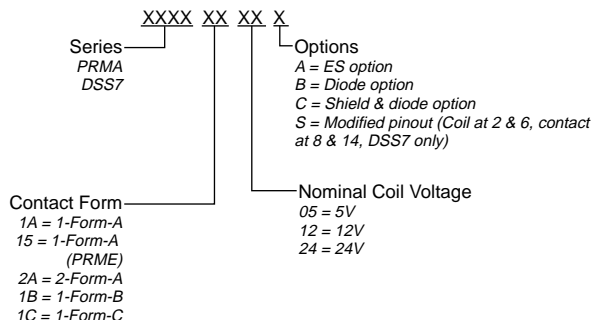 XXXX XX XX X
Series
PRMA
DSS7
Options
A = ES option
B = Diode option
C = Shield & diode option
S = Modified pinout (Coil at 2 & 6, contact
at 8 & 14, DSS7 only)
Contact Form
1A = 1-Form-A
15 = 1-Form-A
(PRME)
2A = 2-Form-A
1B = 1-Form-B
1C = 1-Form-C
Nominal Coil Voltage
05 = 5V
12 = 12V
24 = 24V